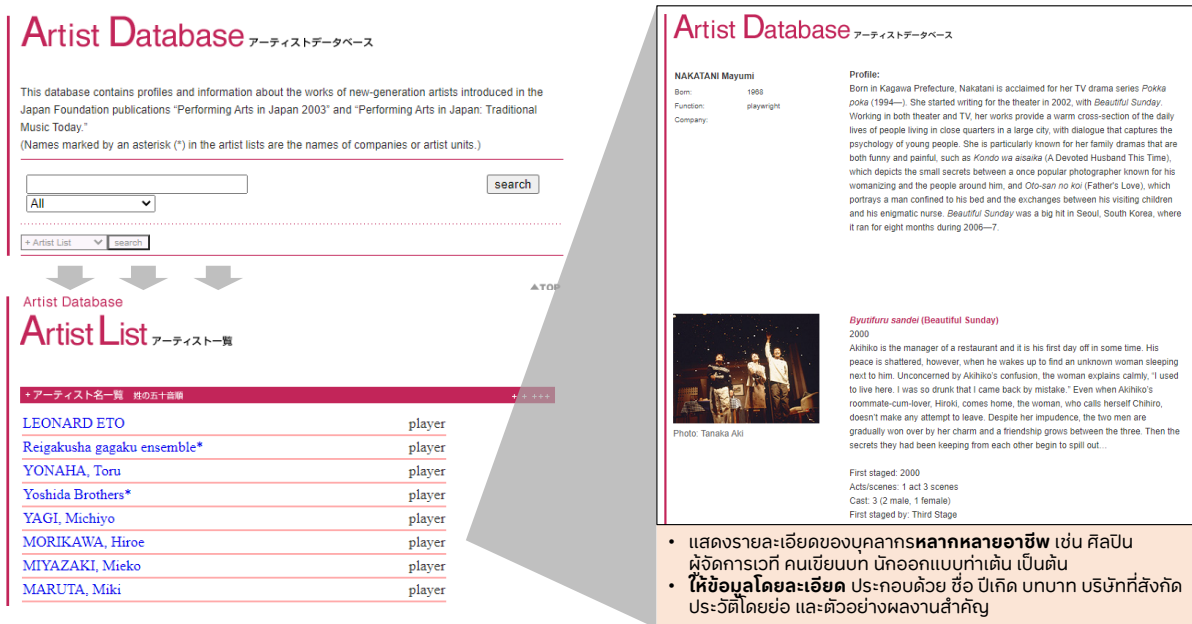 Artist Database アーティストデータベース
This database contains profiles and information about the works of new-generation artists introduced in the
Japan Foundation publications “Performing Arts in Japan 2003” and “Performing Arts in Japan: Traditional
Music Today.”
(Names marked by an asterisk (*) in the artist lists are the names of companies or artist units.)
search
All
+ Artist List search
▲TOP
Artist Database
Artist List アーティスト一覧
+ アーティスト名一覧 姓の五十音順 + + +++
LEONARD ETO player
Reigakusha gagaku ensemble* player
YONAHA, Toru player
Yoshida Brothers* player
YAGI, Michiyo player
MORIKAWA, Hiroe player
MIYAZAKI, Mieko player
MARUTA, Miki player
Artist Database アーティストデータベース
NAKATANI Mayumi
Born: 1968
Function: playwright
Company:
Profile:
Born in Kagawa Prefecture, Nakatani is acclaimed for her TV drama series Pokka
poka (1994—). She started writing for the theater in 2002, with Beautiful Sunday.
Working in both theater and TV, her works provide a warm cross-section of the daily
lives of people living in close quarters in a large city, with dialogue that captures the
psychology of young people. She is particularly known for her family dramas that are
both funny and painful, such as Kondo wa aisaika (A Devoted Husband This Time),
which depicts the small secrets between a once popular photographer known for his
womanizing and the people around him, and Oto-san no koi (Father's Love), which
portrays a man confined to his bed and the exchanges between his visiting children
and his enigmatic nurse. Beautiful Sunday was a big hit in Seoul, South Korea, where
it ran for eight months during 2006—7.
Photo: Tanaka Aki
Byutifuru sandei (Beautiful Sunday)
2000
Akihiko is the manager of a restaurant and it is his first day off in some time. His
peace is shattered, however, when he wakes up to find an unknown woman sleeping
next to him. Unconcerned by Akihiko's confusion, the woman explains calmly, “I used
to live here. I was so drunk that I came back by mistake.” Even when Akihiko's
roommate-cum-lover, Hiroki, comes home, the woman, who calls herself Chihiro,
doesn't make any attempt to leave. Despite her impudence, the two men are
gradually won over by her charm and a friendship grows between the three. Then the
secrets they had been keeping from each other begin to spill out…
First staged: 2000
Acts/scenes: 1 act 3 scenes
Cast: 3 (2 male, 1 female)
First staged by: Third Stage
• แสดงรายละเอียดของบุคลากรหลากหลายอาชีพ เช่น ศิลปิน
ผู้จัดการเวที คนเขียนบท นักออกแบบท่าเต้น เป็นต้น
• ให้ข้อมูลโดยละเอียด ประกอบด้วย ชื่อ ปีเกิด บทบาท บริษัทที่สังกัด
ประวัติโดยย่อ และตัวอย่างผลงานสำคัญ